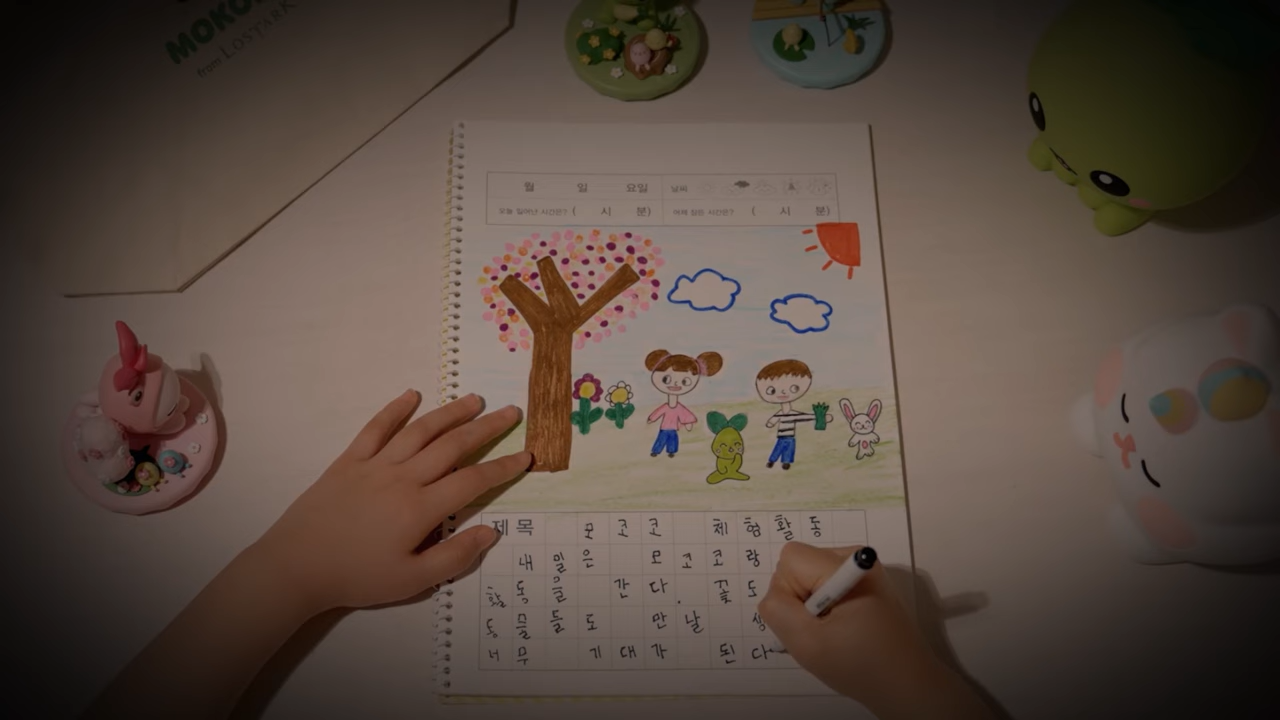 MOKOKO
from LOSTARK
월 일 요일 날씨
오늘 일어난 시간은? ( 시 분) 어제 잠든 시간은? ( 시 분)
제목 모코코 체험활동
내일은 모코코랑
활동을 간다. 꽃도
동물들도 만날 생
너무 기대가 된다~